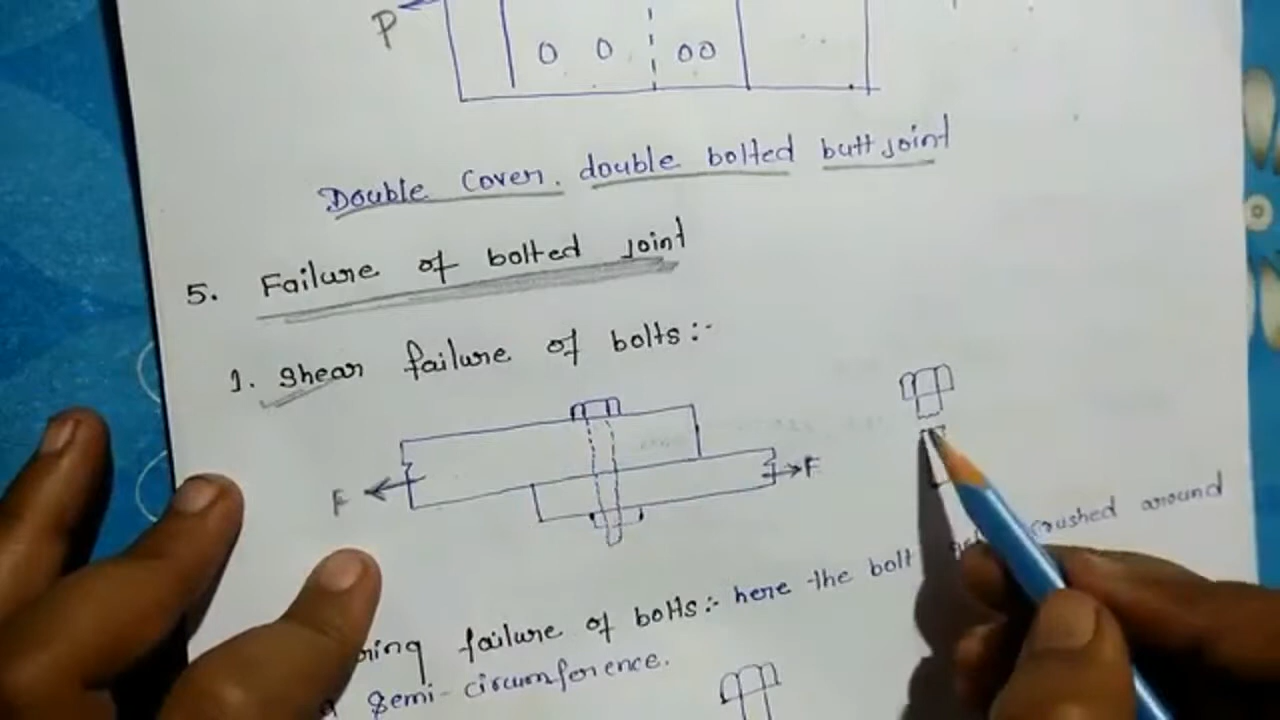 P
Double Cover. double bolted butt joint
5. Failure of bolted joint
1. Shear failure of bolts:-
F F
failure of bolts:- here the bolt crushed around
semi-circumference.